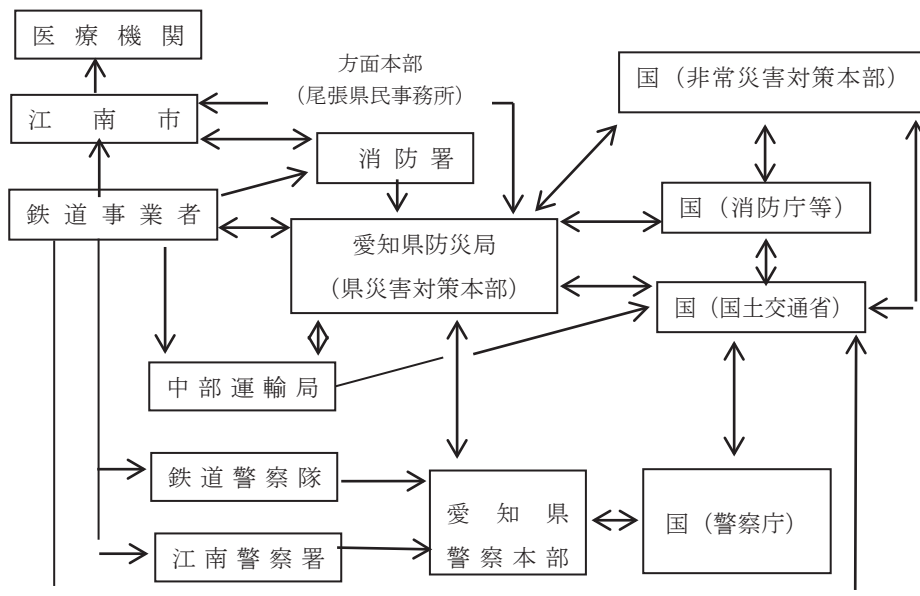 医療機関
方面本部
(尾張県民事務所)
国(非常災害対策本部)
江南市
消防署
鉄道事業者
国(消防庁等)
愛知県防災局
(県災害対策本部)
国(国土交通省)
中部運輸局
鉄道警察隊
愛知県
警察本部
国(警察庁)
江南警察署